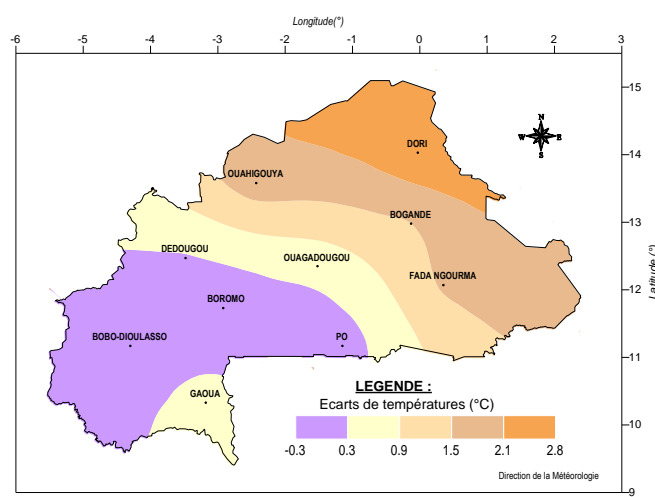 Longitude(°)
-6 -5 -4 -3 -2 -1 0 1 2 3
15
N
W E
S
DORI
14
OUAHIGOUYA
BOGANDE
13
DEDOUGOU
OUAGADOUGOU
FADA NGOURMA
12
Latitude (°)
BOROMO
BOBO-DIOULASSO
PO
11
LEGENDE :
GAOUA
Ecarts de températures (°C)
10
-0.3 0.3 0.9 1.5 2.1 2.8
Direction de la Météorologie
9